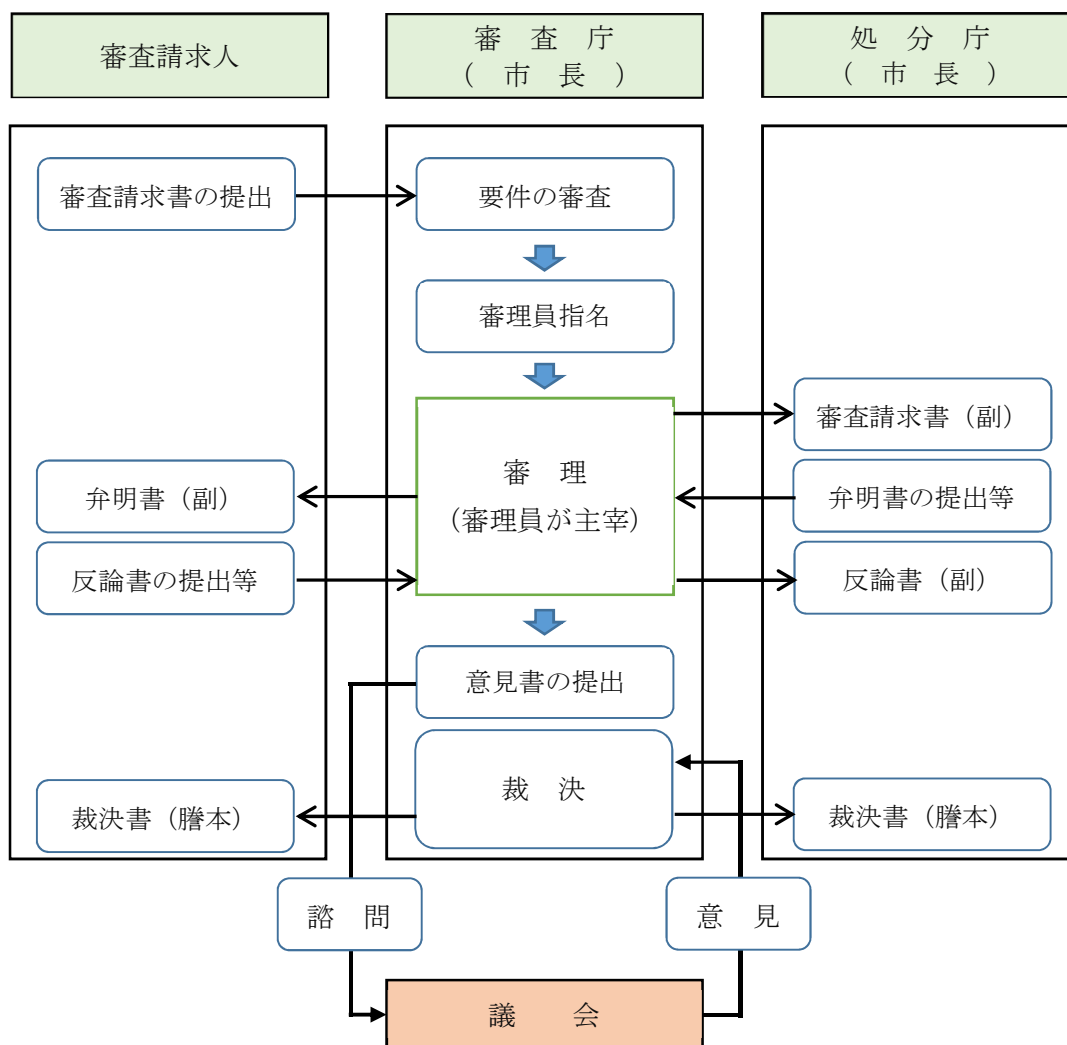 審査請求人
審　査　庁
（　市　長　）
処　分　庁
（　市　長　）
審査請求書の提出
要件の審査
審理員指名
審　理
（審理員が主宰）
審査請求書（副）
弁明書（副）
弁明書の提出等
反論書の提出等
反論書（副）
意見書の提出
裁　決
裁決書（謄本）
裁決書（謄本）
諮　問
意　見
議　　会